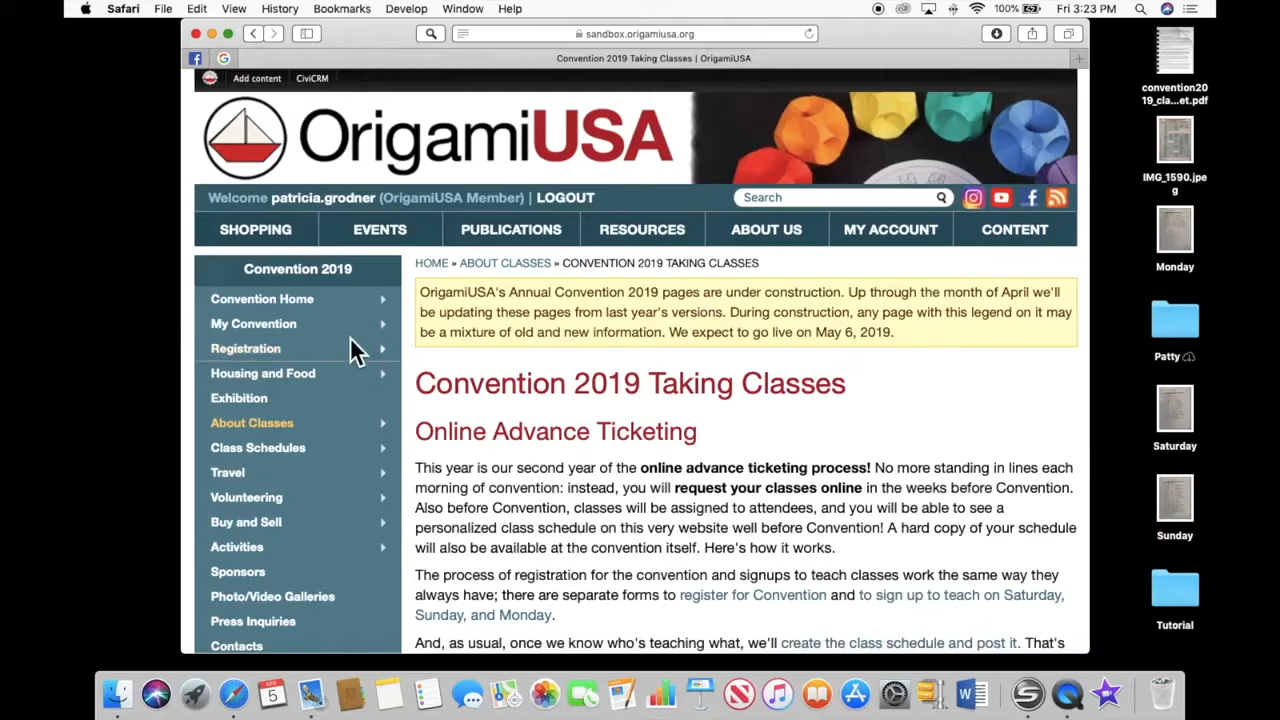 Safari File Edit View History Bookmarks Develop Window Help 100% Fri 3:23 PM
sandbox.origamiusa.org
Convention 2019 Taking Classes | OrigamiUSA
Add content CiviCRM
OrigamiUSA
Welcome patricia.grodner (OrigamiUSA Member) | LOGOUT Search
SHOPPING EVENTS PUBLICATIONS RESOURCES ABOUT US MY ACCOUNT CONTENT
Convention 2019
Convention Home
My Convention
Registration
Housing and Food
Exhibition
About Classes
Class Schedules
Travel
Volunteering
Buy and Sell
Activities
Sponsors
Photo/Video Galleries
Press Inquiries
Contacts
HOME » ABOUT CLASSES » CONVENTION 2019 TAKING CLASSES
OrigamiUSA's Annual Convention 2019 pages are under construction. Up through the month of April we'll
be updating these pages from last year's versions. During construction, any page with this legend on it may
be a mixture of old and new information. We expect to go live on May 6, 2019.
Convention 2019 Taking Classes
Online Advance Ticketing
This year is our second year of the online advance ticketing process! No more standing in lines each
morning of convention: instead, you will request your classes online in the weeks before Convention.
Also before Convention, classes will be assigned to attendees, and you will be able to see a
personalized class schedule on this very website well before Convention! A hard copy of your schedule
will also be available at the convention itself. Here's how it works.
The process of registration for the convention and signups to teach classes work the same way they
always have; there are separate forms to register for Convention and to sign up to teach on Saturday,
Sunday, and Monday.
And, as usual, once we know who's teaching what, we'll create the class schedule and post it. That's
convention20
19_cla...et.pdf
IMG_1590.jpe
g
Monday
Patty
Saturday
Sunday
Tutorial
APR
5